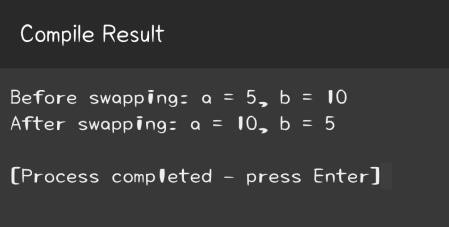 Compile Result
Before swapping: a = 5, b = 10
After swapping: a = 10, b = 5
[Process completed - press Enter]